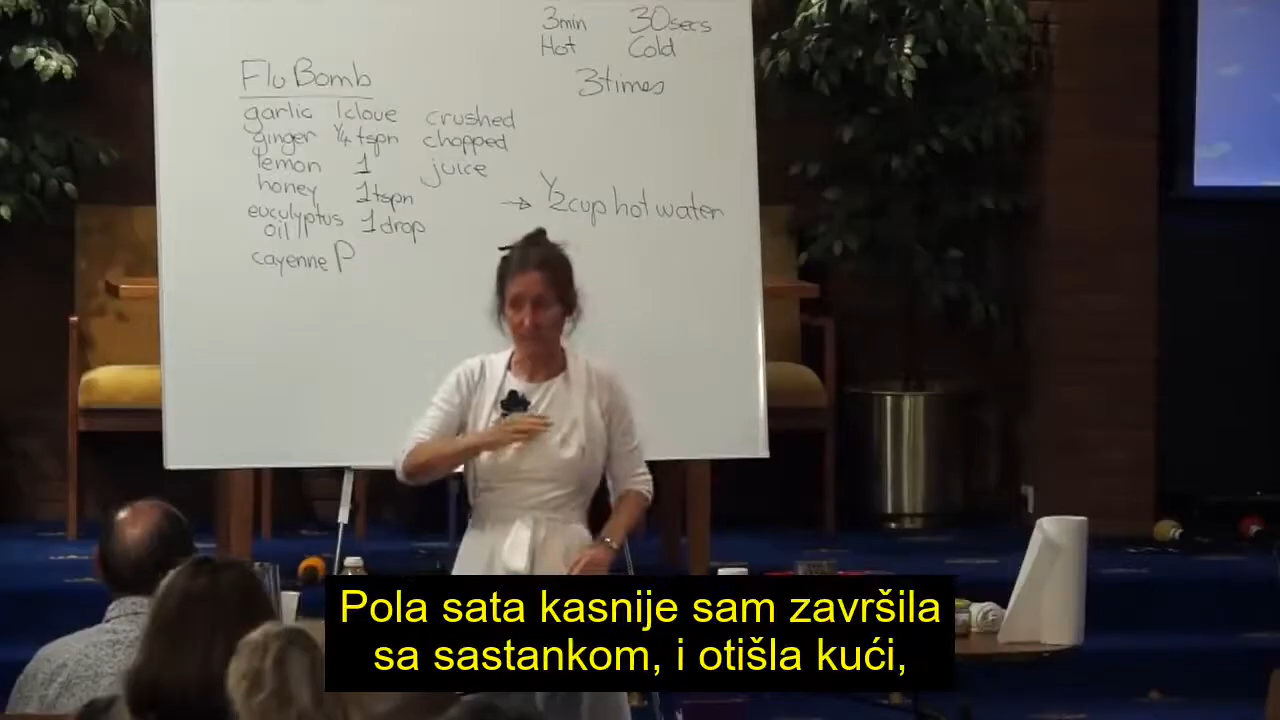 3min 30secs
Hot Cold
3times
Flu Bomb
garlic 1clove crushed
ginger 1/4 tspn chopped
lemon 1 juice
honey 1tspn
→ 1/2cup hot water
euculyptus 1drop
oil
cayenne P
Pola sata kasnije sam završila
sa sastankom, i otišla kući,